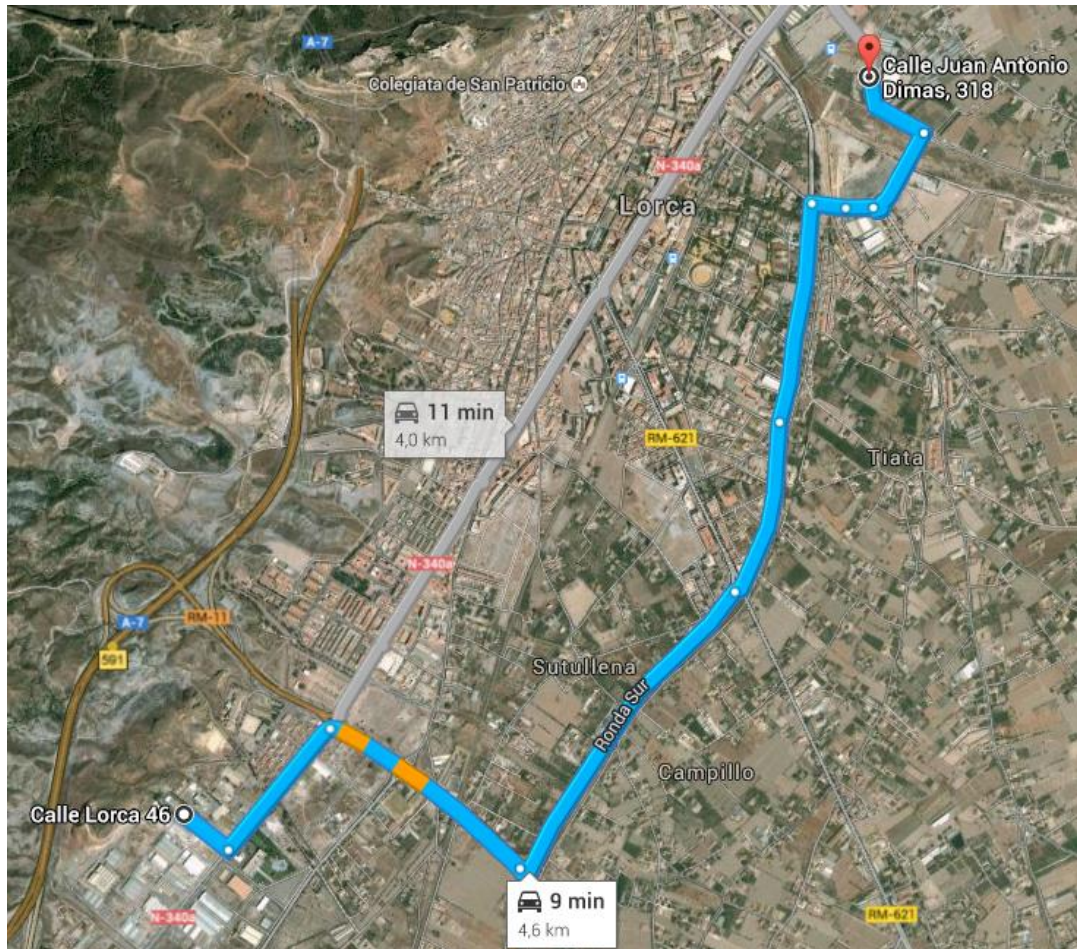 A-7
Colegiata de San Patricio
Calle Juan Antonio
Dimas, 318
N-340a
Lorca
11 min
4,0 km
RM-621
Tiata
N-340a
A-7
RM-11
591
Sutullena
Ronda Sur
Campillo
Calle Lorca 46
9 min
4,6 km
N-340a
RM-621